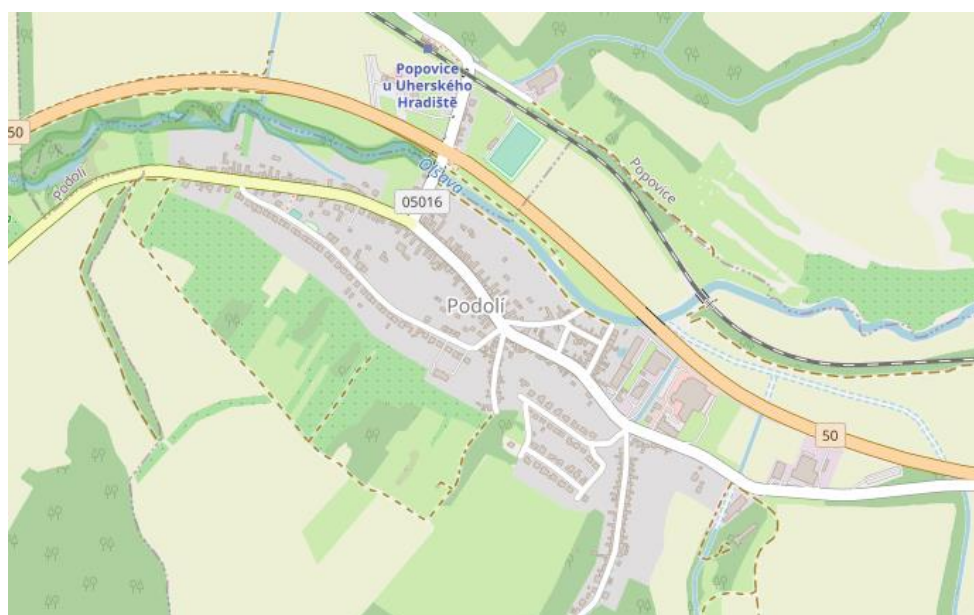 Popovice
u Uherského
Hradiště
50
Podolí
Olšava
Popovice
05016
Podolí
50